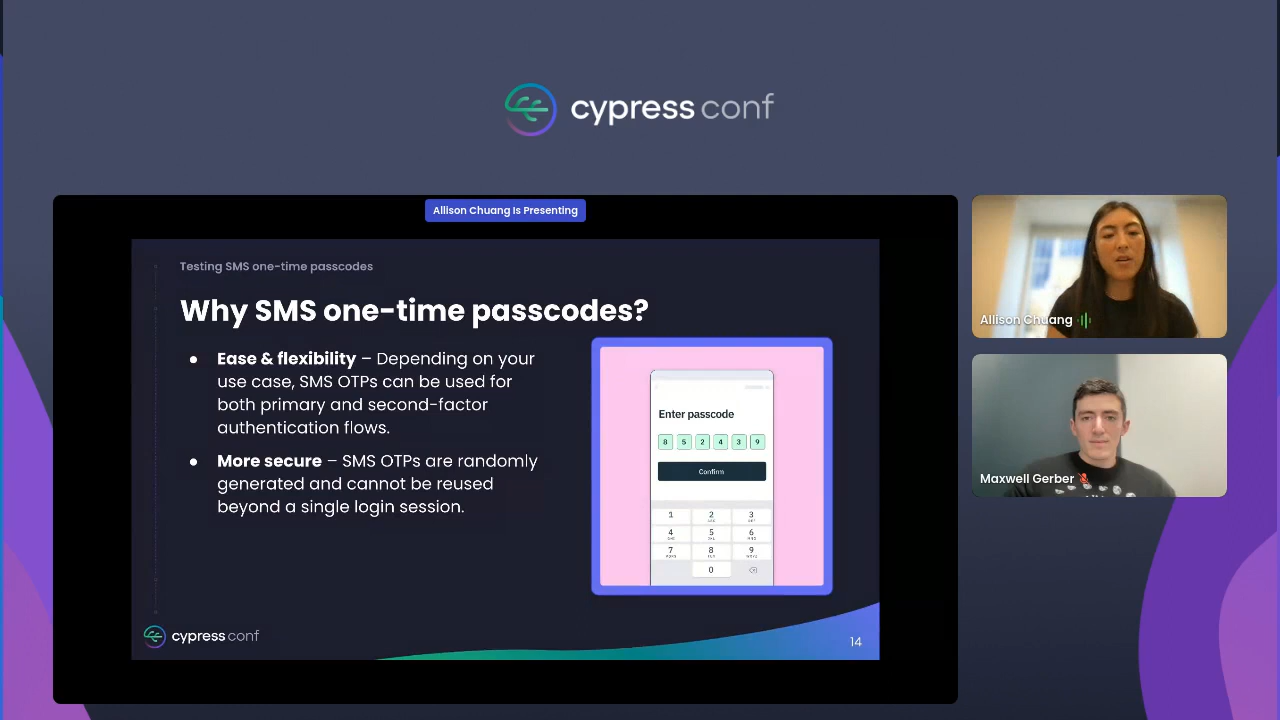 cypress conf
Allison Chuang Is Presenting
Testing SMS one-time passcodes
Why SMS one-time passcodes?
● Ease & flexibility – Depending on your
use case, SMS OTPs can be used for
both primary and second-factor
authentication flows.
● More secure – SMS OTPs are randomly
generated and cannot be reused
beyond a single login session.
Enter passcode
8 5 2 4 3 9
Confirm
1 2 3
4 5 6
7 8 9
0
cypress conf
14
Allison Chuang
Maxwell Gerber